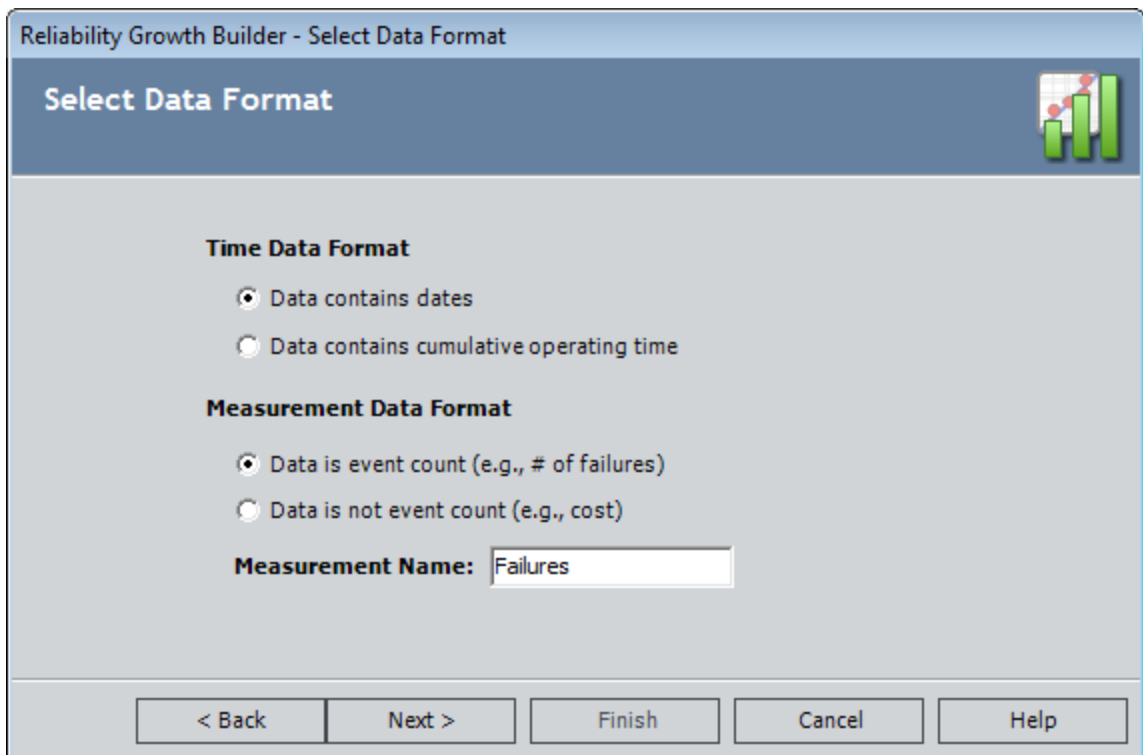 Reliability Growth Builder - Select Data Format
Select Data Format
Time Data Format
Data contains dates
Data contains cumulative operating time
Measurement Data Format
Data is event count (e.g., # of failures)
Data is not event count (e.g., cost)
Measurement Name: Failures
< Back Next > Finish Cancel Help